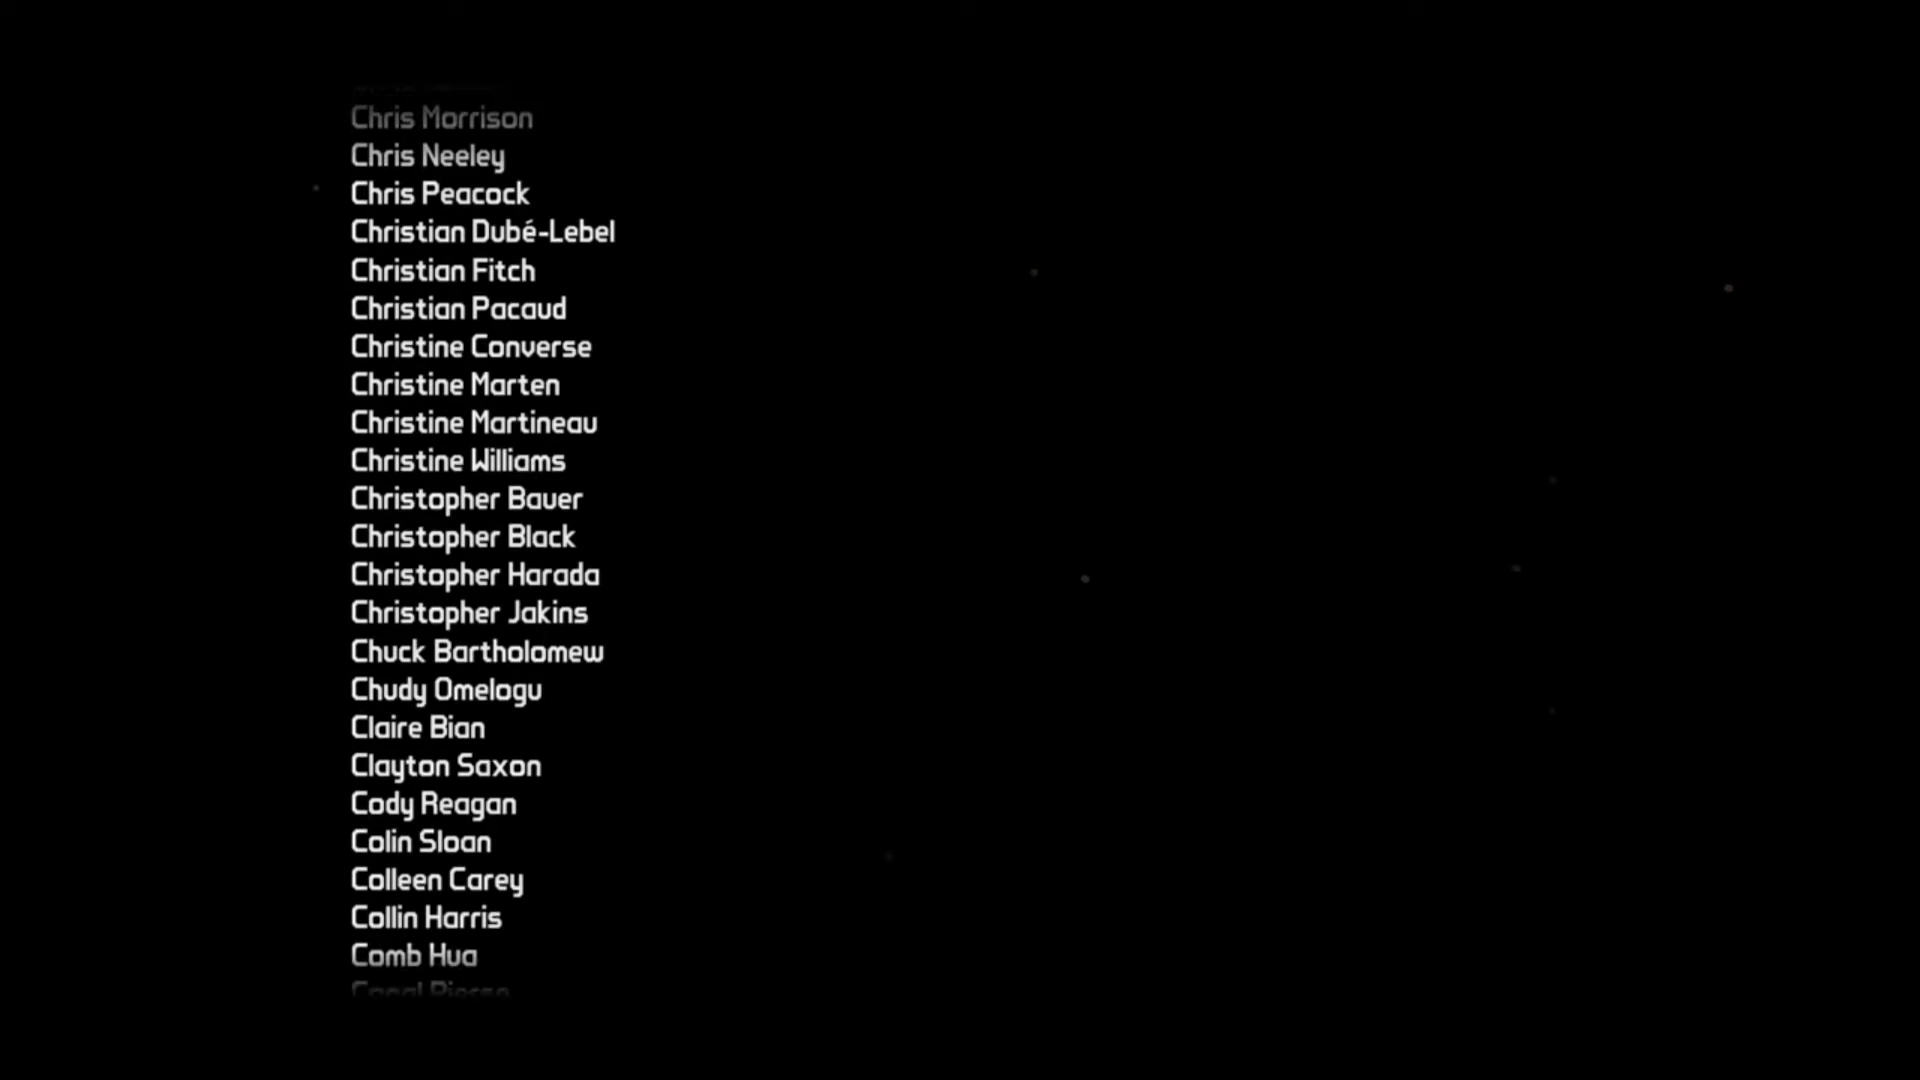 Chris Morrison
Chris Neeley
Chris Peacock
Christian Dubé-Lebel
Christian Fitch
Christian Pacaud
Christine Converse
Christine Marten
Christine Martineau
Christine Williams
Christopher Bauer
Christopher Black
Christopher Harada
Christopher Jakins
Chuck Bartholomew
Chudy Omelogu
Claire Bian
Clayton Saxon
Cody Reagan
Colin Sloan
Colleen Carey
Collin Harris
Comb Hua